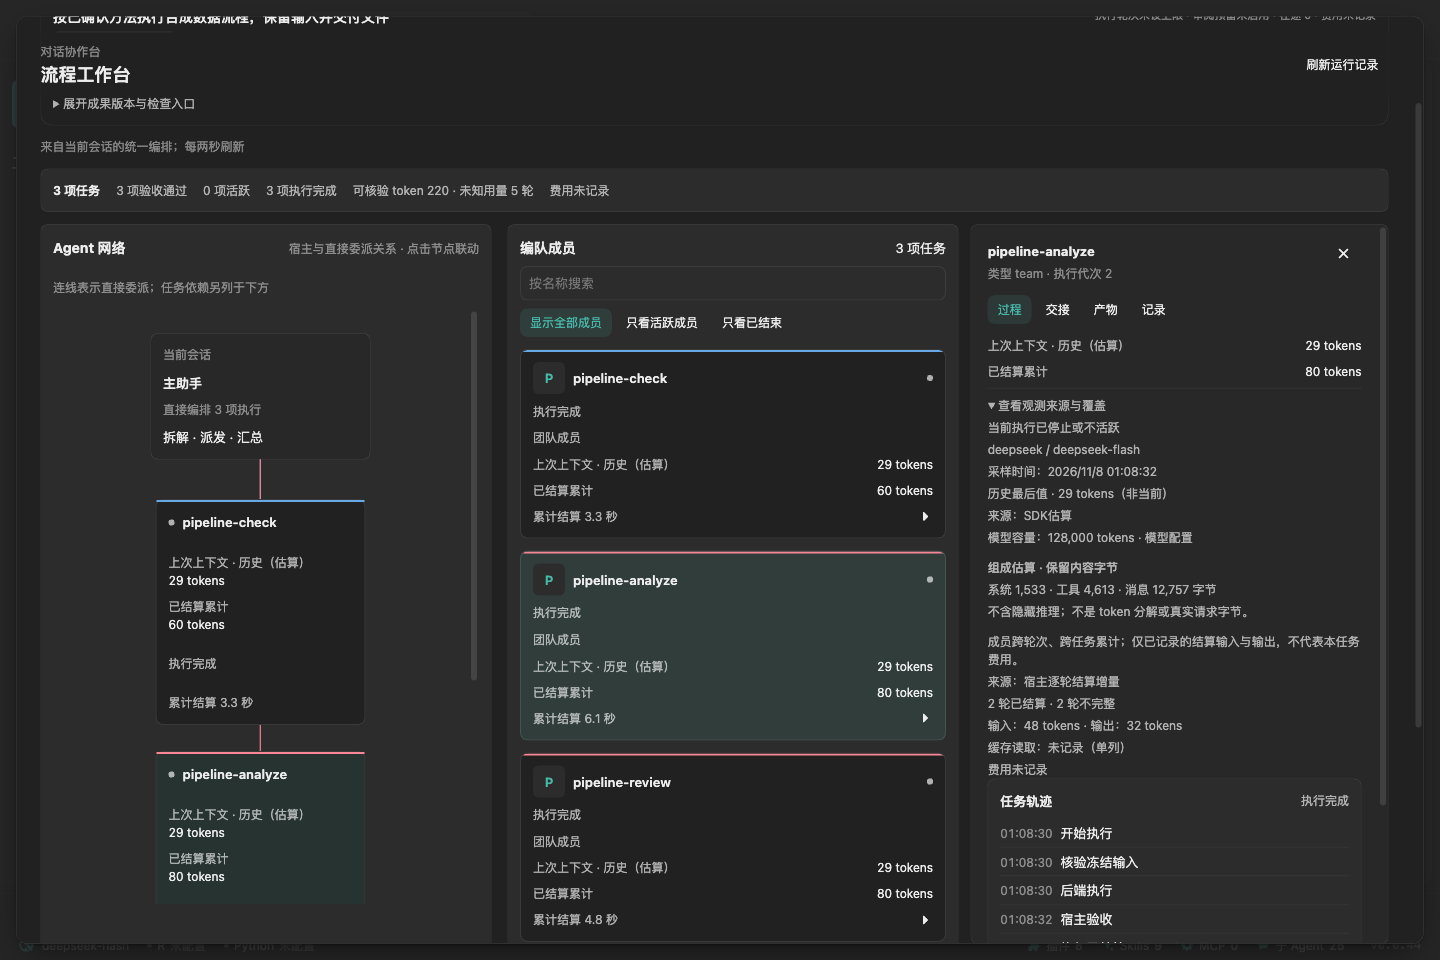 按已确认方法执行合成数据流程，保留输入并交付文件
对话协作台
流程工作台
刷新运行记录
▶ 展开成果版本与检查入口
来自当前会话的统一编排；每两秒刷新
3 项任务 3 项验收通过 0 项活跃 3 项执行完成 可核验 token 220 · 未知用量 5 轮 费用未记录
Agent 网络
宿主与直接委派关系 · 点击节点联动
连线表示直接委派；任务依赖另列于下方
当前会话
主助手
直接编排 3 项执行
拆解 · 派发 · 汇总
pipeline-check
上次上下文 · 历史（估算）
29 tokens
已结算累计
60 tokens
执行完成
累计结算 3.3 秒
pipeline-analyze
上次上下文 · 历史（估算）
29 tokens
已结算累计
80 tokens
编队成员
3 项任务
按名称搜索
显示全部成员 只看活跃成员 只看已结束
P pipeline-check
执行完成
团队成员
上次上下文 · 历史（估算） 29 tokens
已结算累计 60 tokens
累计结算 3.3 秒
P pipeline-analyze
执行完成
团队成员
上次上下文 · 历史（估算） 29 tokens
已结算累计 80 tokens
累计结算 6.1 秒
P pipeline-review
执行完成
团队成员
上次上下文 · 历史（估算） 29 tokens
已结算累计 80 tokens
累计结算 4.8 秒
pipeline-analyze
类型 team · 执行代次 2
过程 交接 产物 记录
上次上下文 · 历史（估算） 29 tokens
已结算累计 80 tokens
▼ 查看观测来源与覆盖
当前执行已停止或不活跃
deepseek / deepseek-flash
采样时间：2026/11/8 01:08:32
历史最后值 · 29 tokens（非当前）
来源：SDK估算
模型容量：128,000 tokens · 模型配置
组成估算 · 保留内容字节
系统 1,533 · 工具 4,613 · 消息 12,757 字节
不含隐藏推理；不是 token 分解或真实请求字节。
成员跨轮次、跨任务累计；仅已记录的结算输入与输出，不代表本任务
费用。
来源：宿主逐轮结算增量
2 轮已结算 · 2 轮不完整
输入：48 tokens · 输出：32 tokens
缓存读取：未记录（单列）
费用未记录
任务轨迹 执行完成
01:08:30 开始执行
01:08:30 核验冻结输入
01:08:30 后端执行
01:08:32 宿主验收